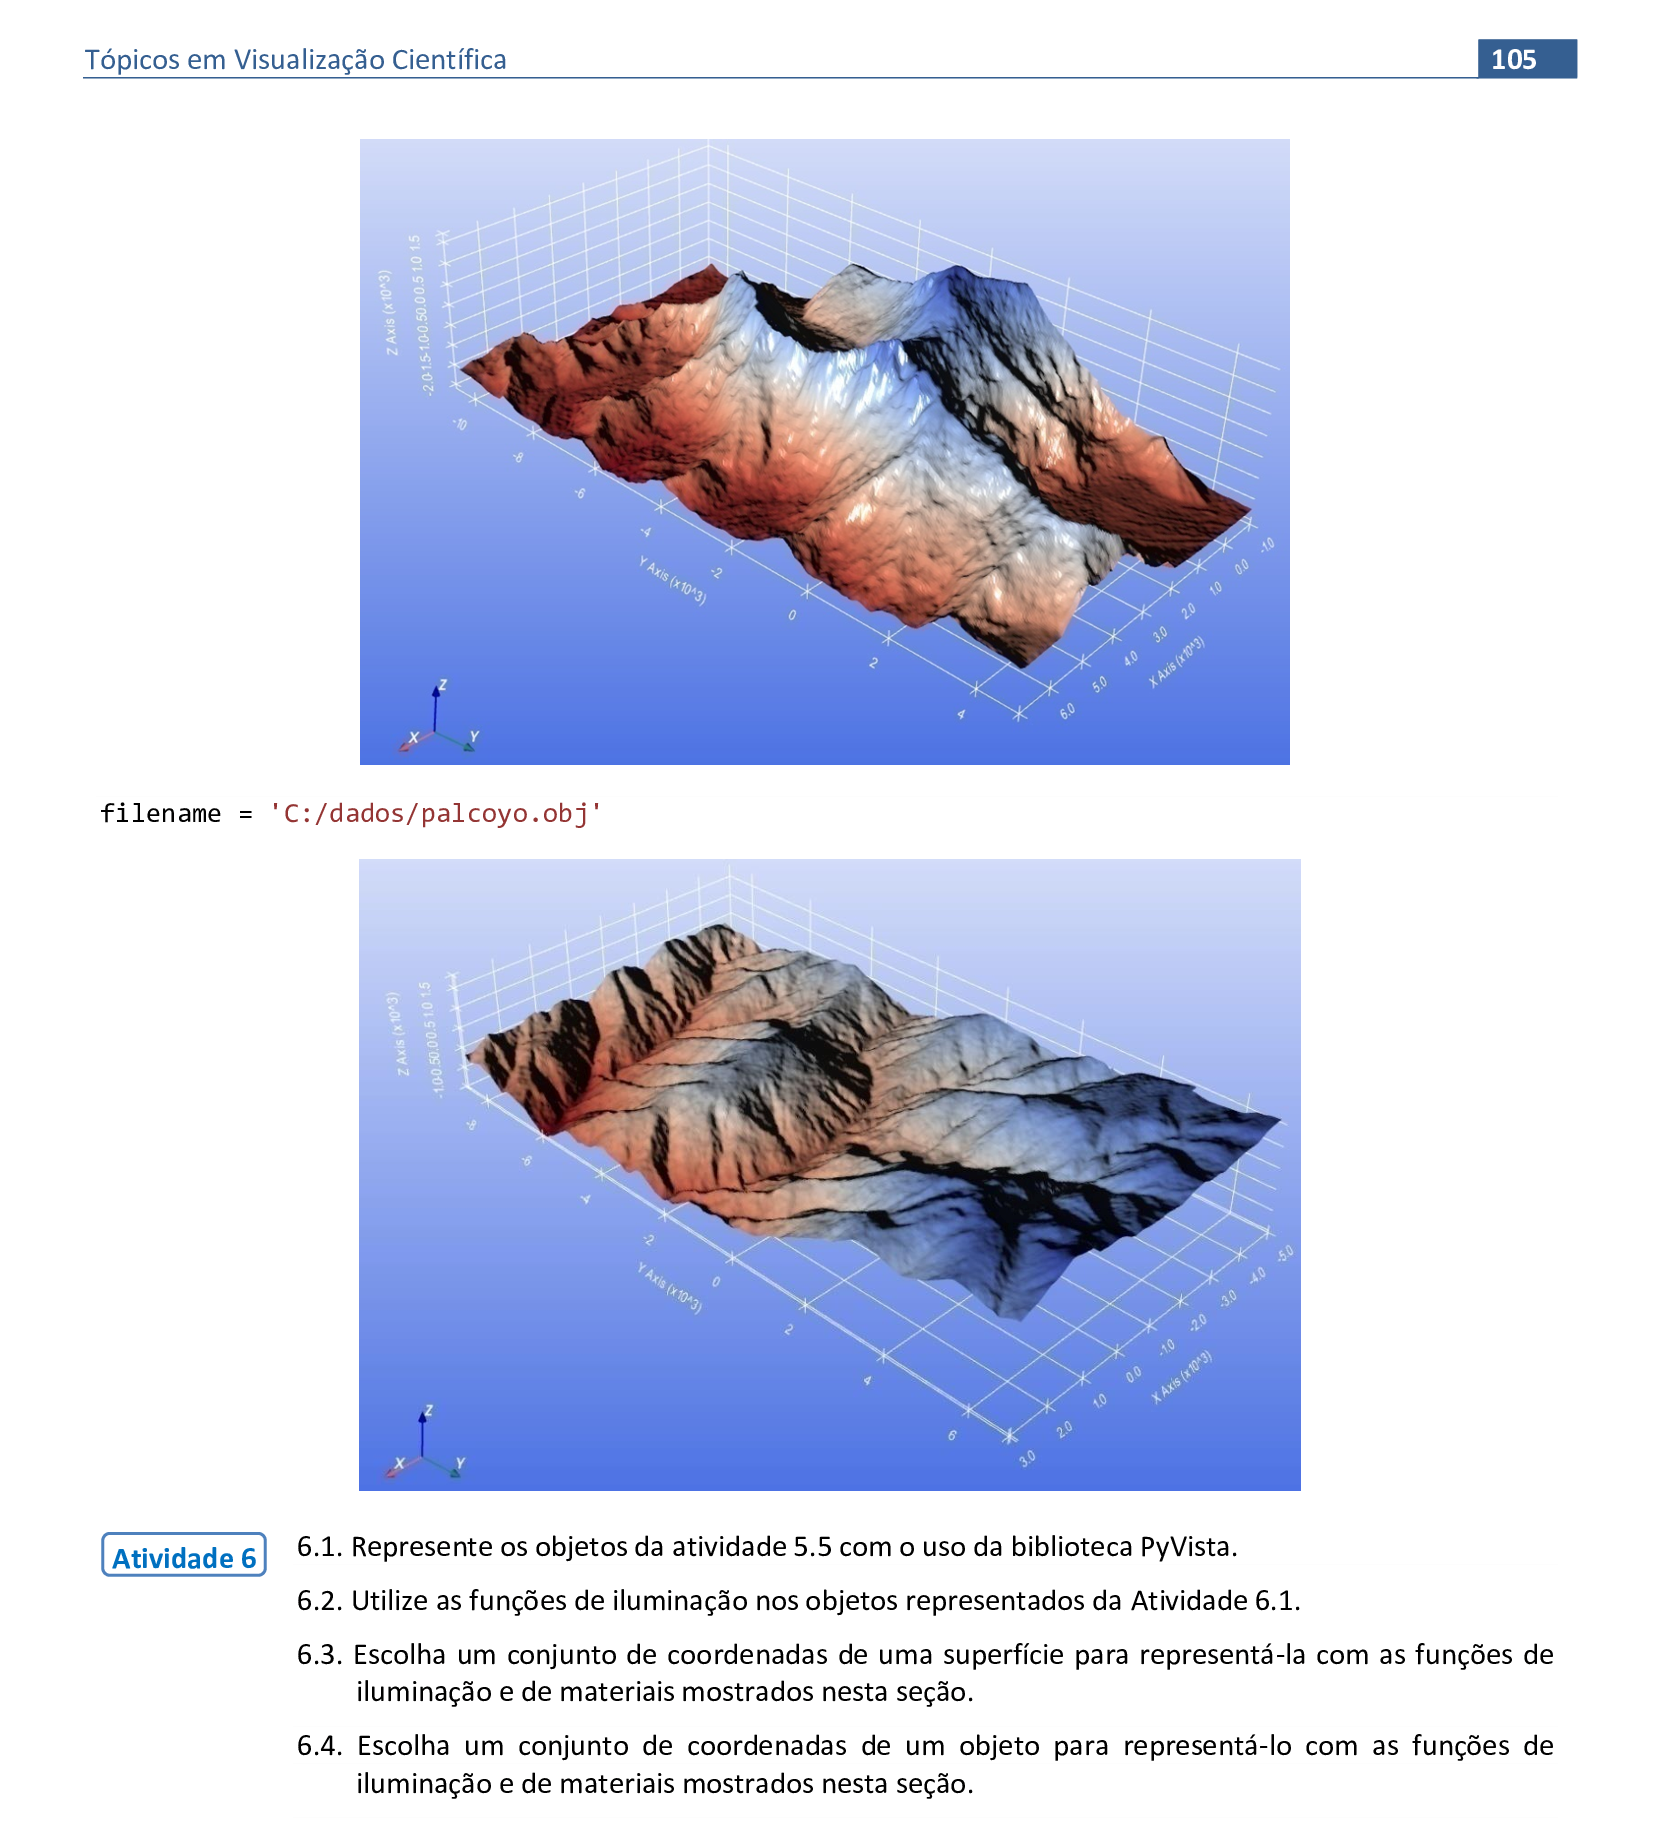 Tópicos em Visualização Científica 105
Z Axis (x10^3)
-2.0-1.5-1.0-0.50.00.5 1.0 1.5
-10
-8
-6
-4
-2
0
2
4
Y Axis (x10^3)
-1.0
0.0
1.0
2.0
3.0
4.0
5.0
6.0
X Axis (x10^3)
Z
X
Y
filename = 'C:/dados/palcoyo.obj'
Z Axis (x10^3)
-1.0-0.50.00.5 1.0 1.5
-8
-6
-4
-2
0
2
4
6
Y Axis (x10^3)
-5.0
-4.0
-3.0
-2.0
-1.0
0.0
1.0
2.0
3.0
X Axis (x10^3)
Z
X
Y
Atividade 6
6.1. Represente os objetos da atividade 5.5 com o uso da biblioteca PyVista.
6.2. Utilize as funções de iluminação nos objetos representados da Atividade 6.1.
6.3. Escolha um conjunto de coordenadas de uma superfície para representá-la com as funções de
iluminação e de materiais mostrados nesta seção.
6.4. Escolha um conjunto de coordenadas de um objeto para representá-lo com as funções de
iluminação e de materiais mostrados nesta seção.